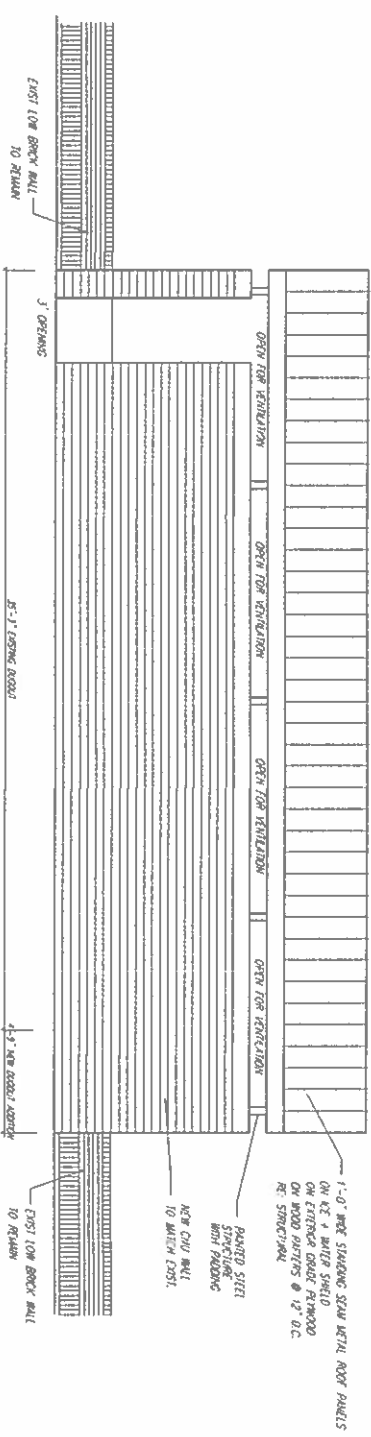 1'-0" WIDE STANDING SEAM METAL ROOF PANELS
ON ICE + WATER SHIELD
ON EXTERIOR GRADE PLYWOOD
ON WOOD RAFTERS @ 12" O.C.
RE: STRUCTURAL
OPEN FOR VENTILATION
OPEN FOR VENTILATION
OPEN FOR VENTILATION
OPEN FOR VENTILATION
PAINTED STEEL
STRUCTURE
WITH PADDING
NEW CMU WALL
TO MATCH EXIST.
EXIST LOW BRICK WALL
TO REMAIN
3' OPENING
EXIST LOW BRICK WALL
TO REMAIN
35'-3" EXISTING DUGOUT
NEW DUGOUT ADDITION